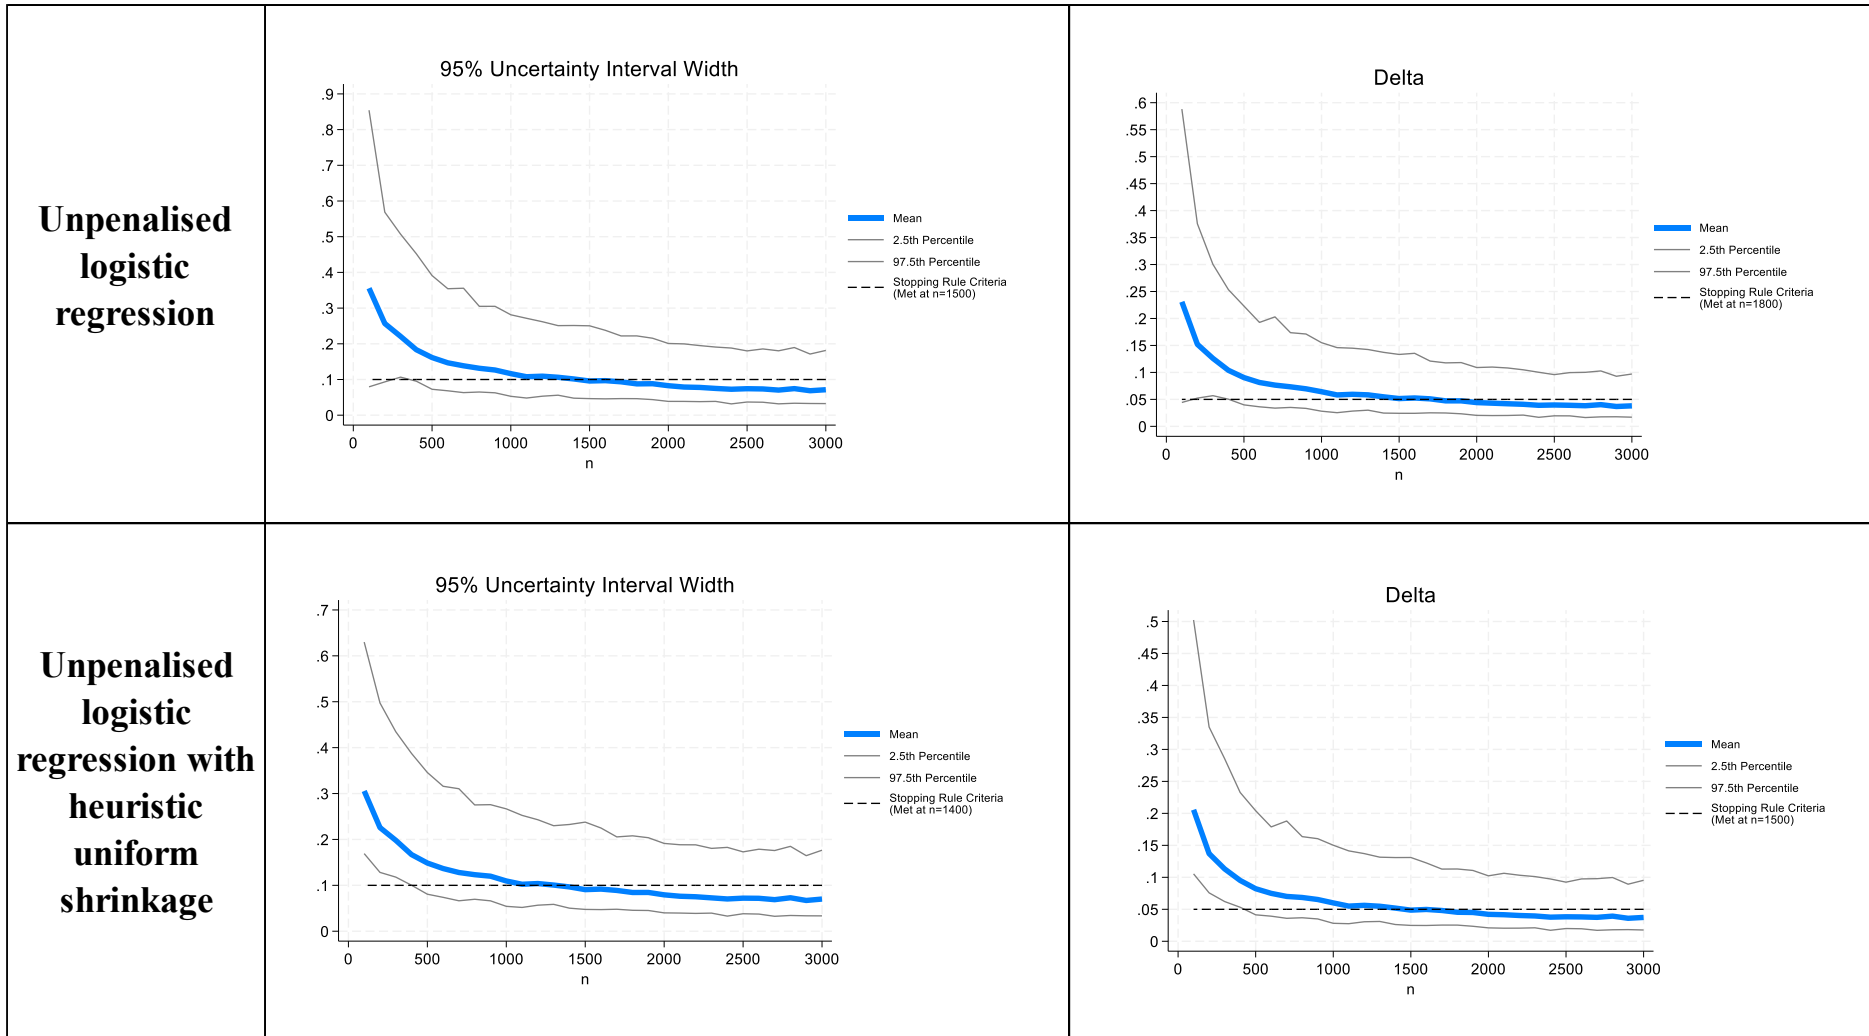 Unpenalised
logistic
regression
95% Uncertainty Interval Width
.9
.8
.7
.6
.5
.4
.3
.2
.1
0
0 500 1000 1500 2000 2500 3000
n
Mean
2.5th Percentile
97.5th Percentile
Stopping Rule Criteria
(Met at n=1500)
Delta
.6
.55
.5
.45
.4
.35
.3
.25
.2
.15
.1
.05
0
0 500 1000 1500 2000 2500 3000
n
Mean
2.5th Percentile
97.5th Percentile
Stopping Rule Criteria
(Met at n=1800)
Unpenalised
logistic
regression with
heuristic
uniform
shrinkage
95% Uncertainty Interval Width
.7
.6
.5
.4
.3
.2
.1
0
0 500 1000 1500 2000 2500 3000
n
Mean
2.5th Percentile
97.5th Percentile
Stopping Rule Criteria
(Met at n=1400)
Delta
.5
.45
.4
.35
.3
.25
.2
.15
.1
.05
0
0 500 1000 1500 2000 2500 3000
n
Mean
2.5th Percentile
97.5th Percentile
Stopping Rule Criteria
(Met at n=1500)